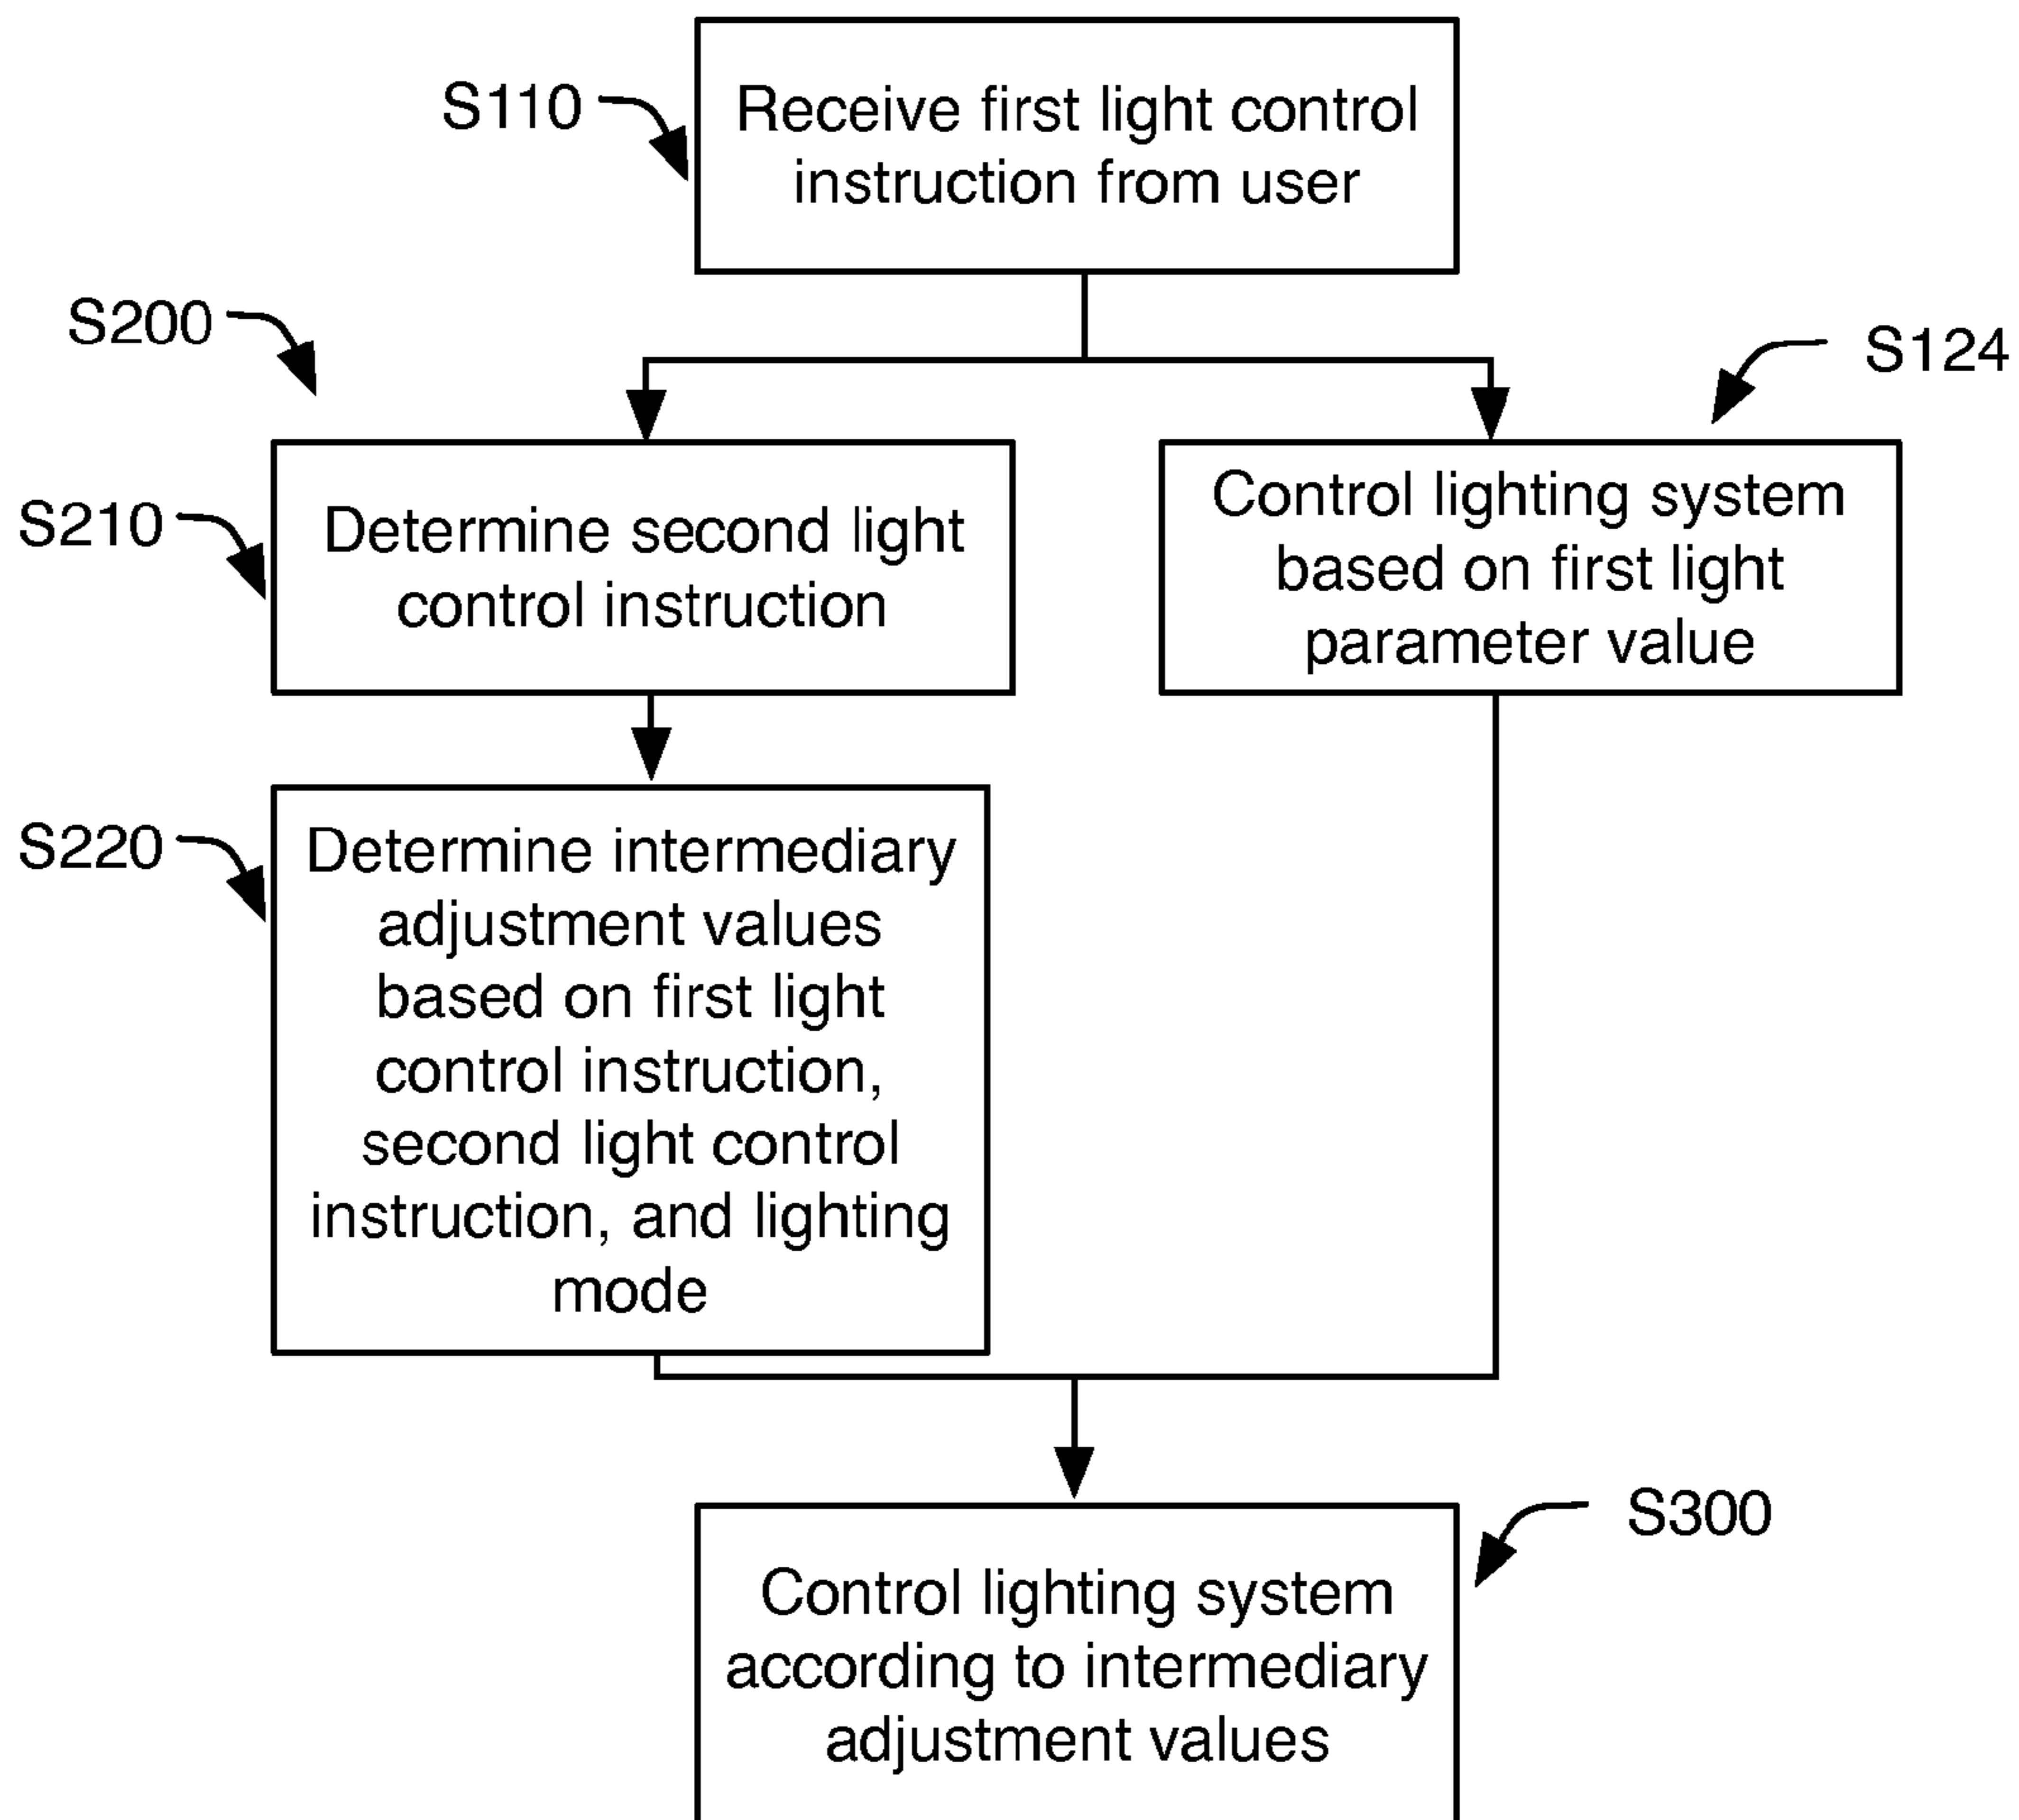 S110
Receive first light control
instruction from user
S200
S124
S210
Determine second light
control instruction
Control lighting system
based on first light
parameter value
S220
Determine intermediary
adjustment values
based on first light
control instruction,
second light control
instruction, and lighting
mode
S300
Control lighting system
according to intermediary
adjustment values